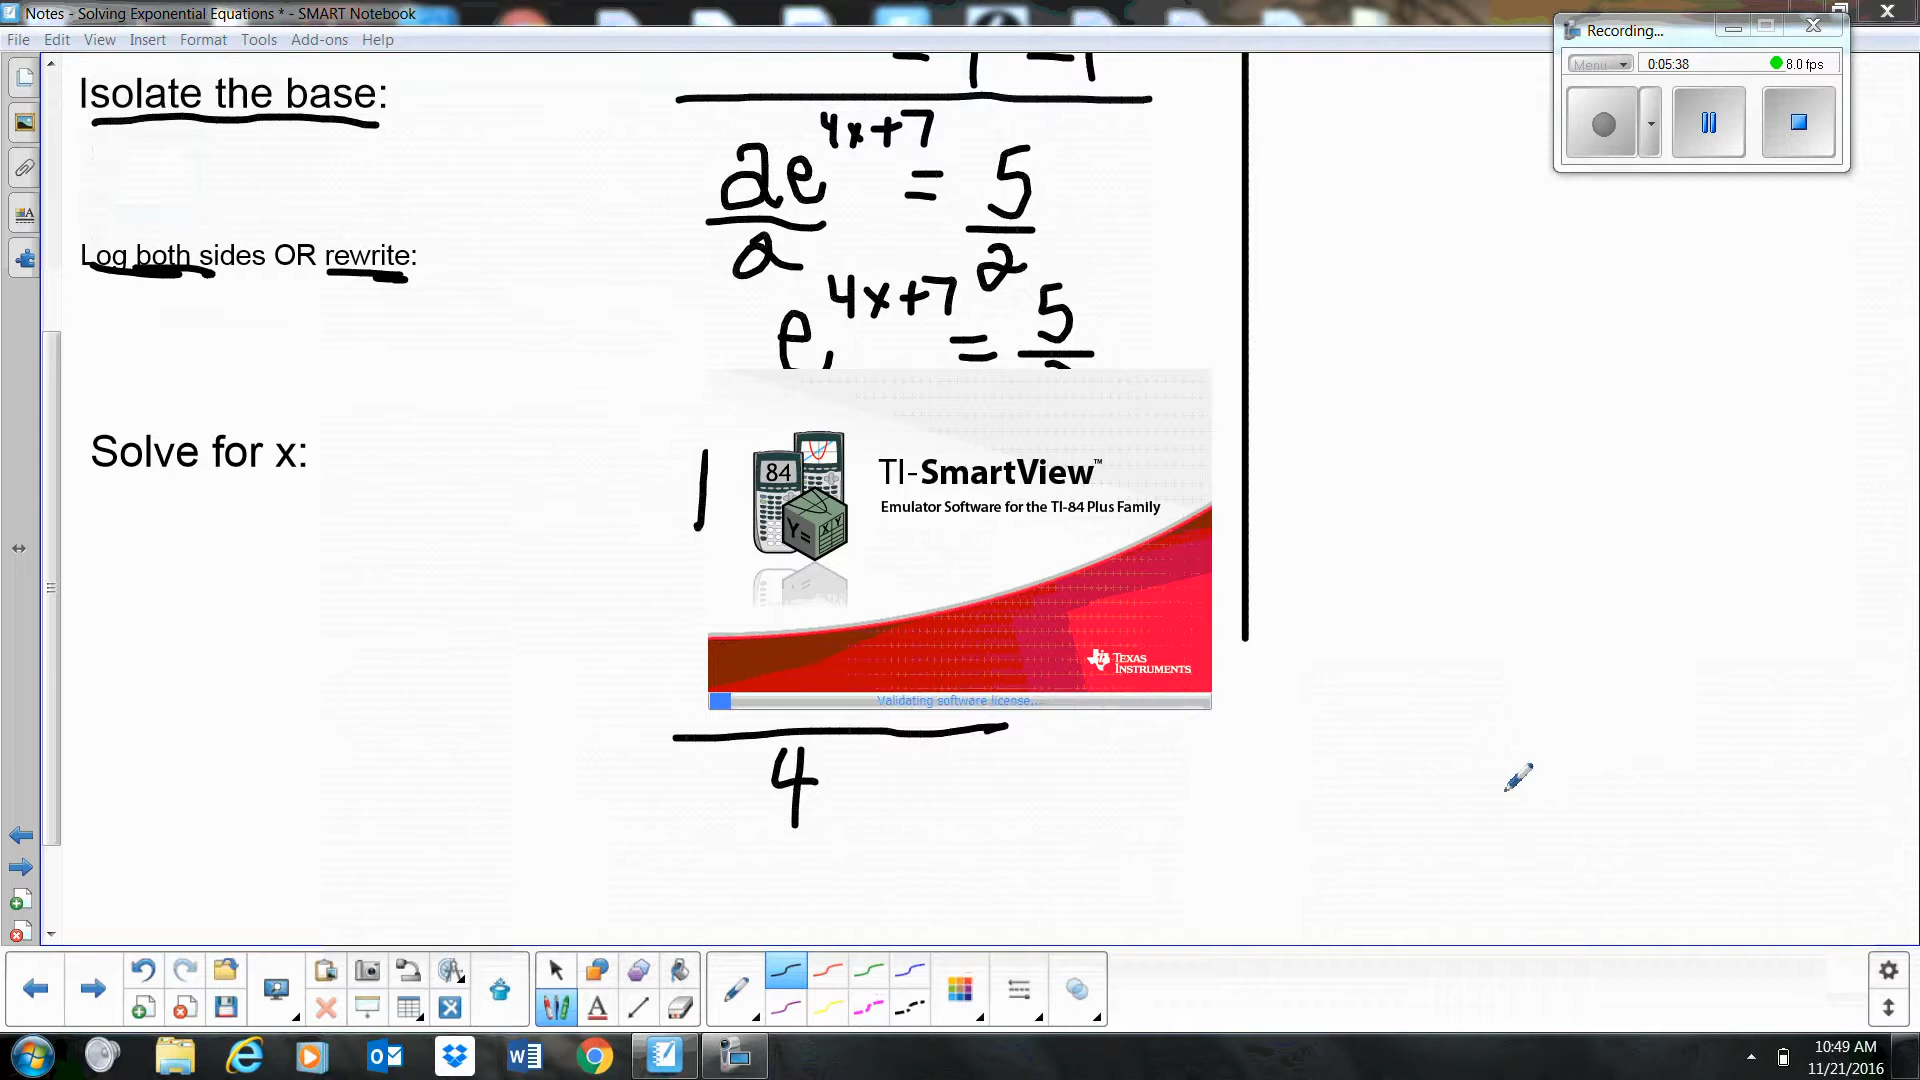 Notes - Solving Exponential Equations * - SMART Notebook
File Edit View Insert Format Tools Add-ons Help
Recording...
Menu 0:05:38 8.0 fps
Isolate the base:
4x+7
2e = 5
2 2
Log both sides OR rewrite:
4x+7
e = 5
Solve for x:
84
Y=
X Y
TI-SmartView™
Emulator Software for the TI-84 Plus Family
TEXAS
INSTRUMENTS
Validating software license...
4
A
W
10:49 AM
11/21/2016